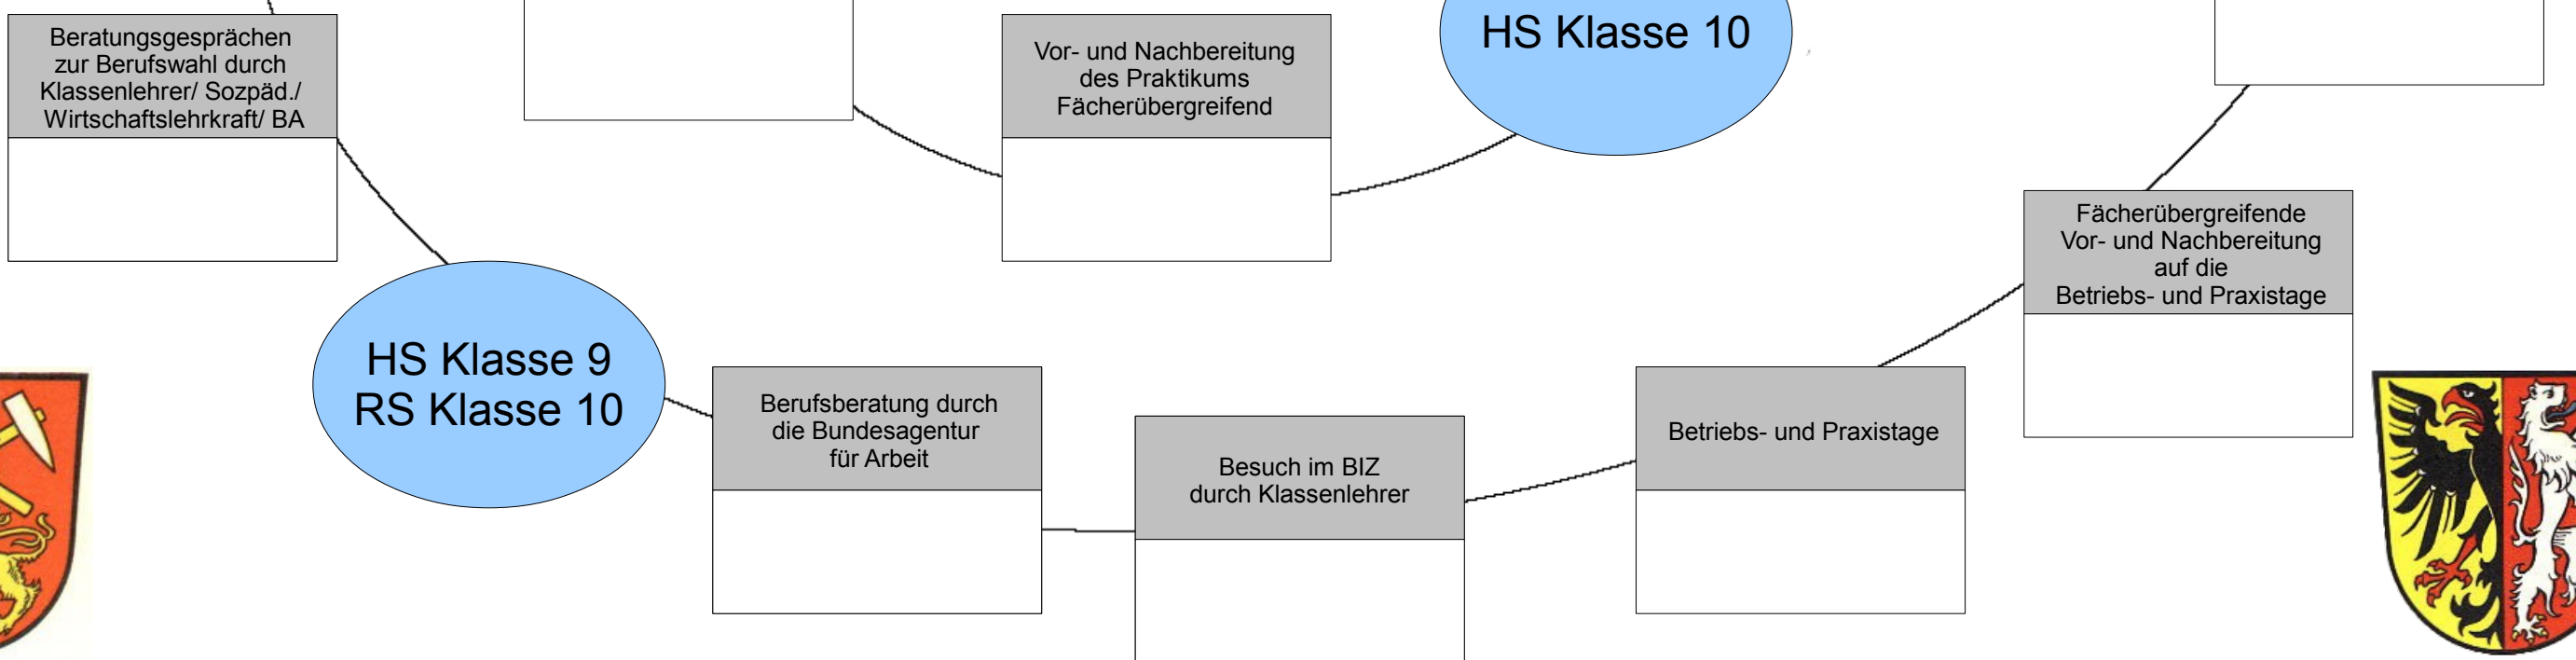 Beratungsgesprächen
zur Berufswahl durch
Klassenlehrer/ Sozpäd./
Wirtschaftslehrkraft/ BA
Vor- und Nachbereitung
des Praktikums
Fächerübergreifend
HS Klasse 10
Fächerübergreifende
Vor- und Nachbereitung
auf die
Betriebs- und Praxistage
HS Klasse 9
RS Klasse 10
Berufsberatung durch
die Bundesagentur
für Arbeit
Besuch im BIZ
durch Klassenlehrer
Betriebs- und Praxistage